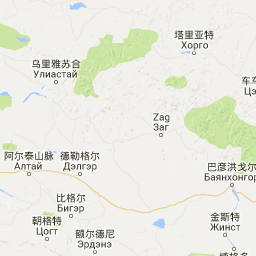 塔里亚特
Хорго
乌里雅苏台
Улиастай
车车
Цэ
Zag
Заг
阿尔泰山脉
Алтай
德勒格尔
Дэлгэр
巴彦洪戈尔
Баянхонгор
比格尔
Бигэр
朝格特
Цогт
金斯特
Жинст
额尔德尼
Эрдэнэ